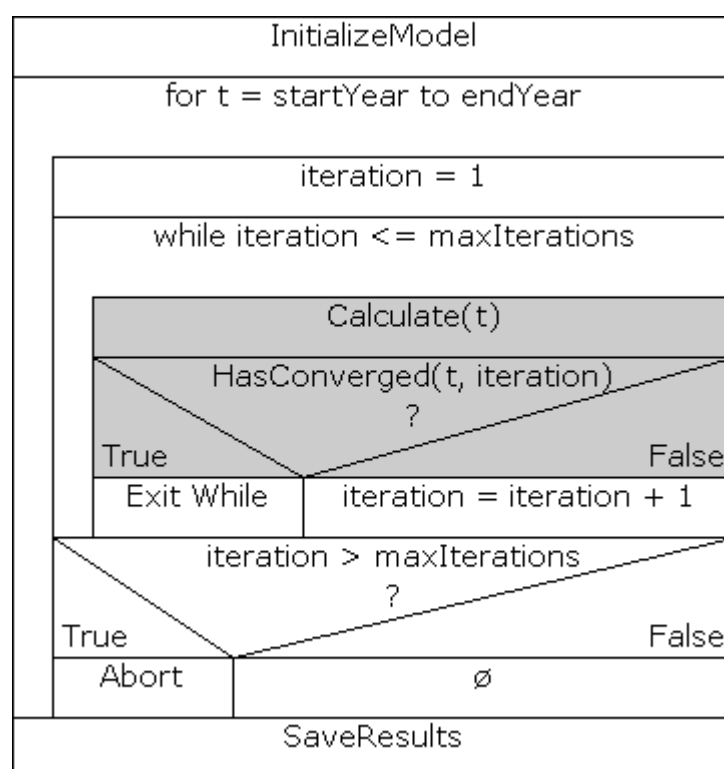 InitializeModel
for t = startYear to endYear
iteration = 1
while iteration <= maxIterations
Calculate(t)
HasConverged(t, iteration)
?
True False
Exit While iteration = iteration + 1
iteration > maxIterations
?
True False
Abort ø
SaveResults